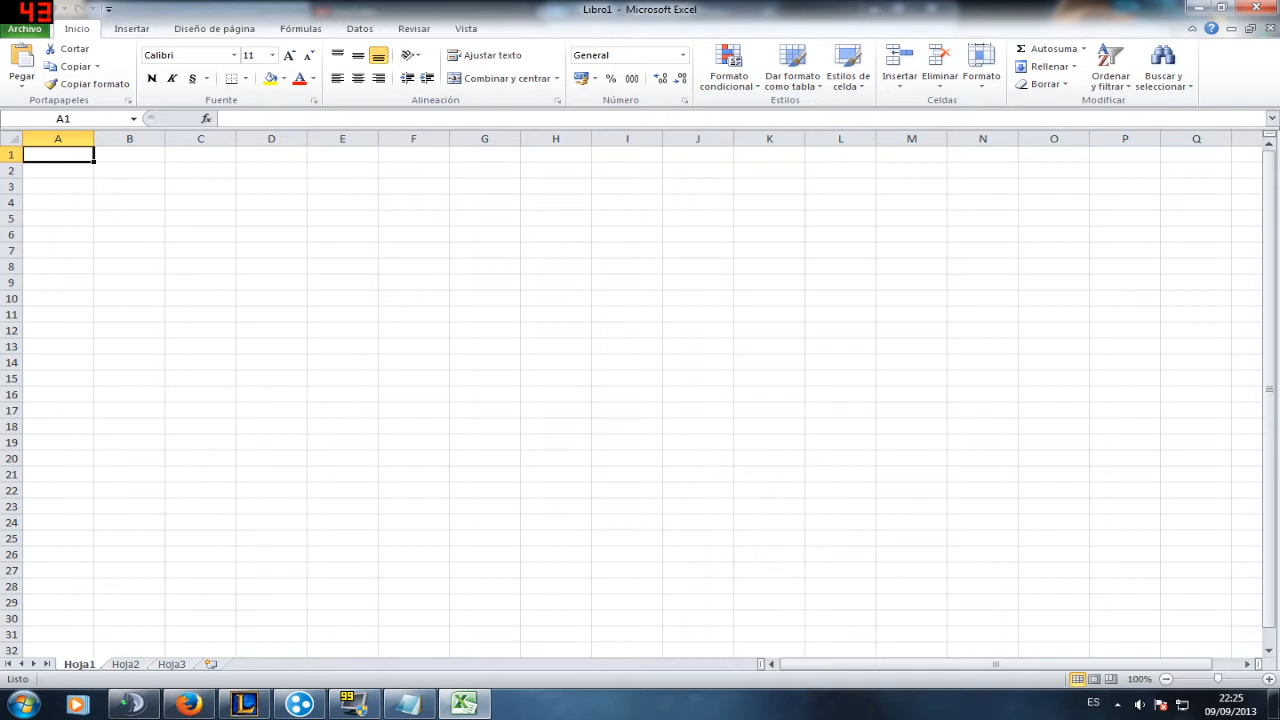 43
Libro1 - Microsoft Excel
Archivo Inicio Insertar Diseño de página Fórmulas Datos Revisar Vista
Pegar
Cortar
Copiar
Copiar formato
Portapapeles
Calibri 11
N K S
A
Fuente
Ajustar texto
Combinar y centrar
Alineación
General
% 000
Número
Formato condicional
Dar formato como tabla
Estilos de celda
Estilos
Insertar
Eliminar
Formato
Celdas
Σ Autosuma
Rellenar
Borrar
Ordenar y filtrar
Buscar y seleccionar
Modificar
A1 fx
A B C D E F G H I J K L M N O P Q
1
2
3
4
5
6
7
8
9
10
11
12
13
14
15
16
17
18
19
20
21
22
23
24
25
26
27
28
29
30
31
32
Hoja1 Hoja2 Hoja3
Listo 100%
99
ES
22:25
09/09/2013